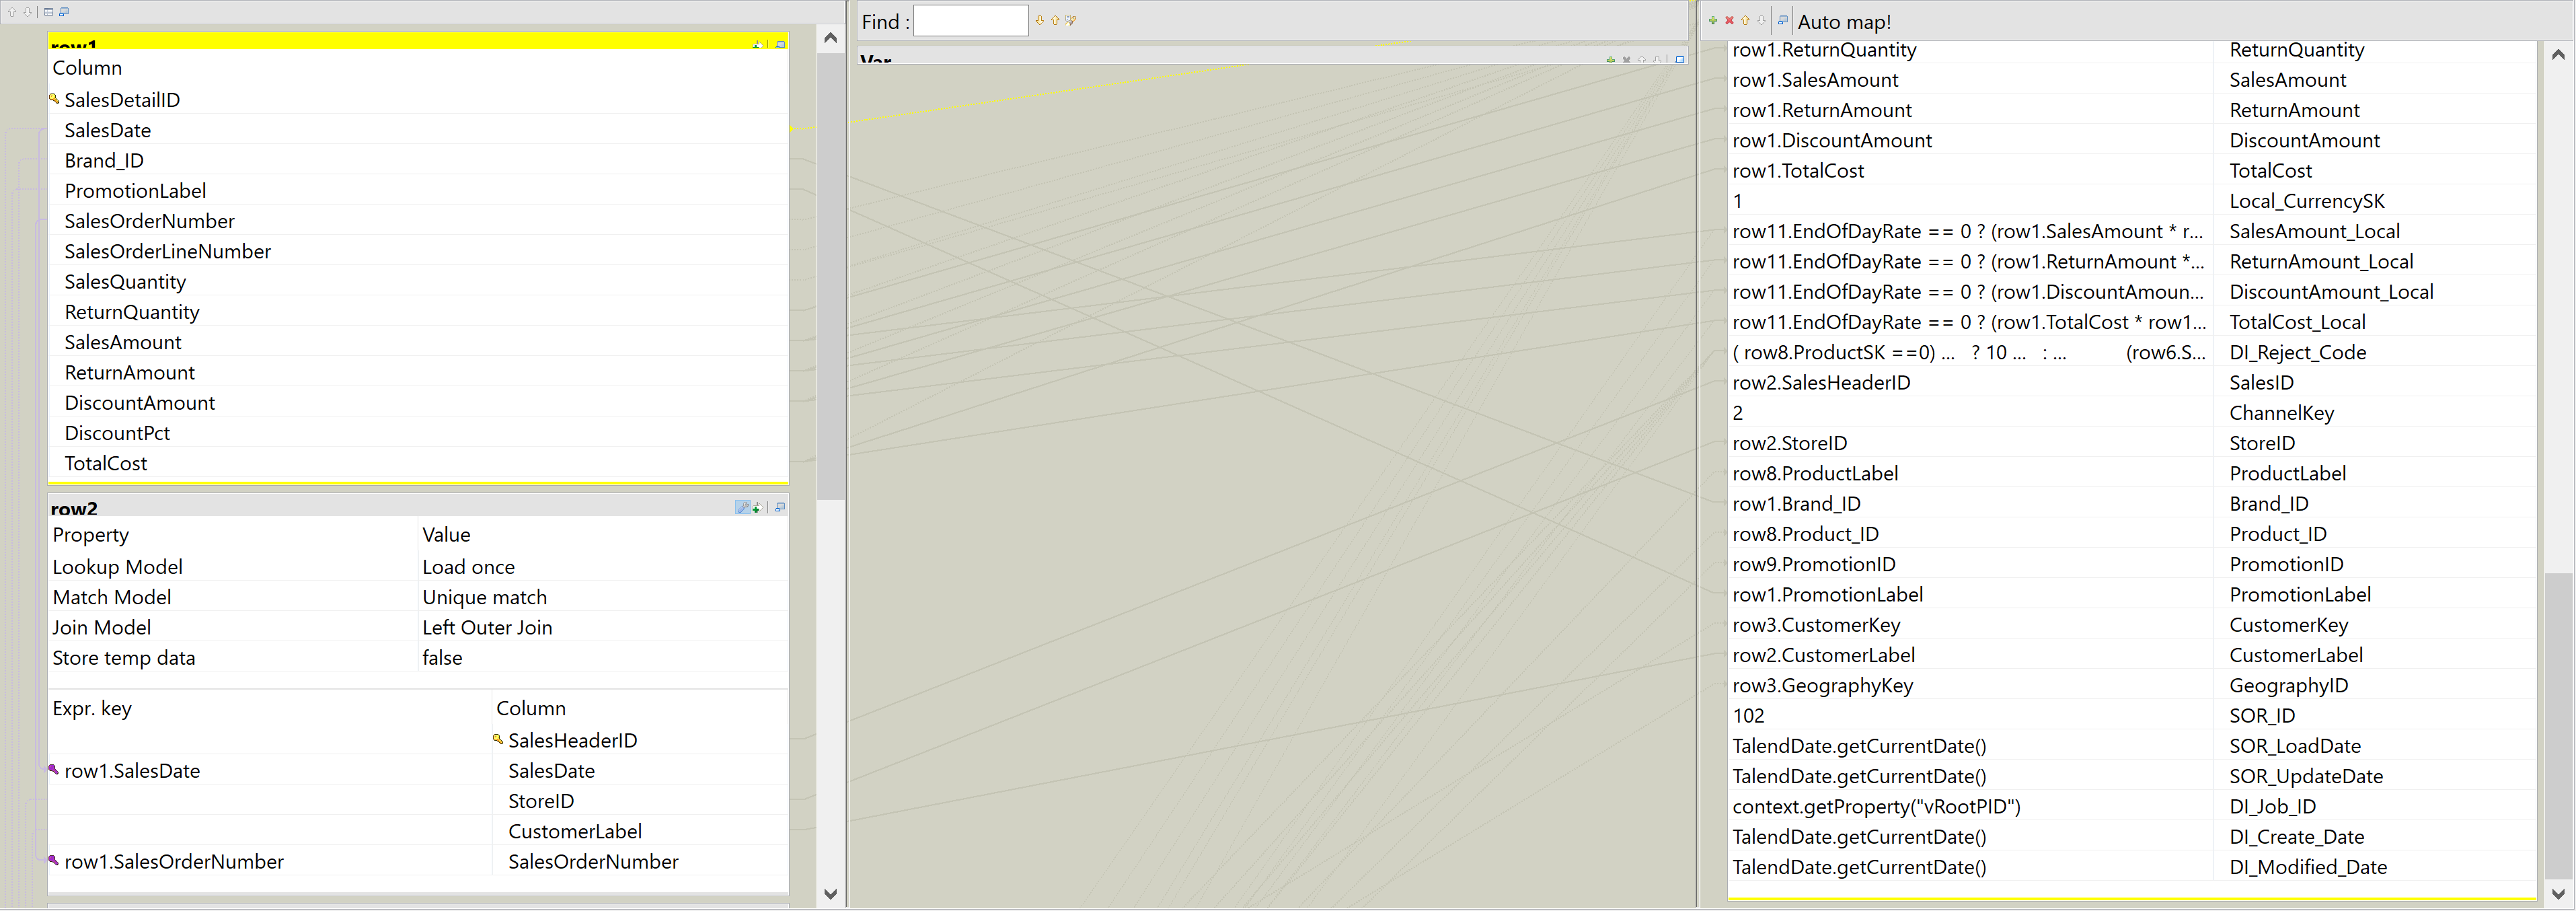 row1
Column
SalesDetailID
SalesDate
Brand_ID
PromotionLabel
SalesOrderNumber
SalesOrderLineNumber
SalesQuantity
ReturnQuantity
SalesAmount
ReturnAmount
DiscountAmount
DiscountPct
TotalCost
row2
Property Value
Lookup Model Load once
Match Model Unique match
Join Model Left Outer Join
Store temp data false
Expr. key Column
SalesHeaderID
row1.SalesDate SalesDate
StoreID
CustomerLabel
row1.SalesOrderNumber SalesOrderNumber
Find :
Var
Auto map!
row1.ReturnQuantity ReturnQuantity
row1.SalesAmount SalesAmount
row1.ReturnAmount ReturnAmount
row1.DiscountAmount DiscountAmount
row1.TotalCost TotalCost
1 Local_CurrencySK
row11.EndOfDayRate == 0 ? (row1.SalesAmount * r... SalesAmount_Local
row11.EndOfDayRate == 0 ? (row1.ReturnAmount *... ReturnAmount_Local
row11.EndOfDayRate == 0 ? (row1.DiscountAmoun... DiscountAmount_Local
row11.EndOfDayRate == 0 ? (row1.TotalCost * row1... TotalCost_Local
( row8.ProductSK ==0) ... ? 10 ... : ... (row6.S... DI_Reject_Code
row2.SalesHeaderID SalesID
2 ChannelKey
row2.StoreID StoreID
row8.ProductLabel ProductLabel
row1.Brand_ID Brand_ID
row8.Product_ID Product_ID
row9.PromotionID PromotionID
row1.PromotionLabel PromotionLabel
row3.CustomerKey CustomerKey
row2.CustomerLabel CustomerLabel
row3.GeographyKey GeographyID
102 SOR_ID
TalendDate.getCurrentDate() SOR_LoadDate
TalendDate.getCurrentDate() SOR_UpdateDate
context.getProperty("vRootPID") DI_Job_ID
TalendDate.getCurrentDate() DI_Create_Date
TalendDate.getCurrentDate() DI_Modified_Date